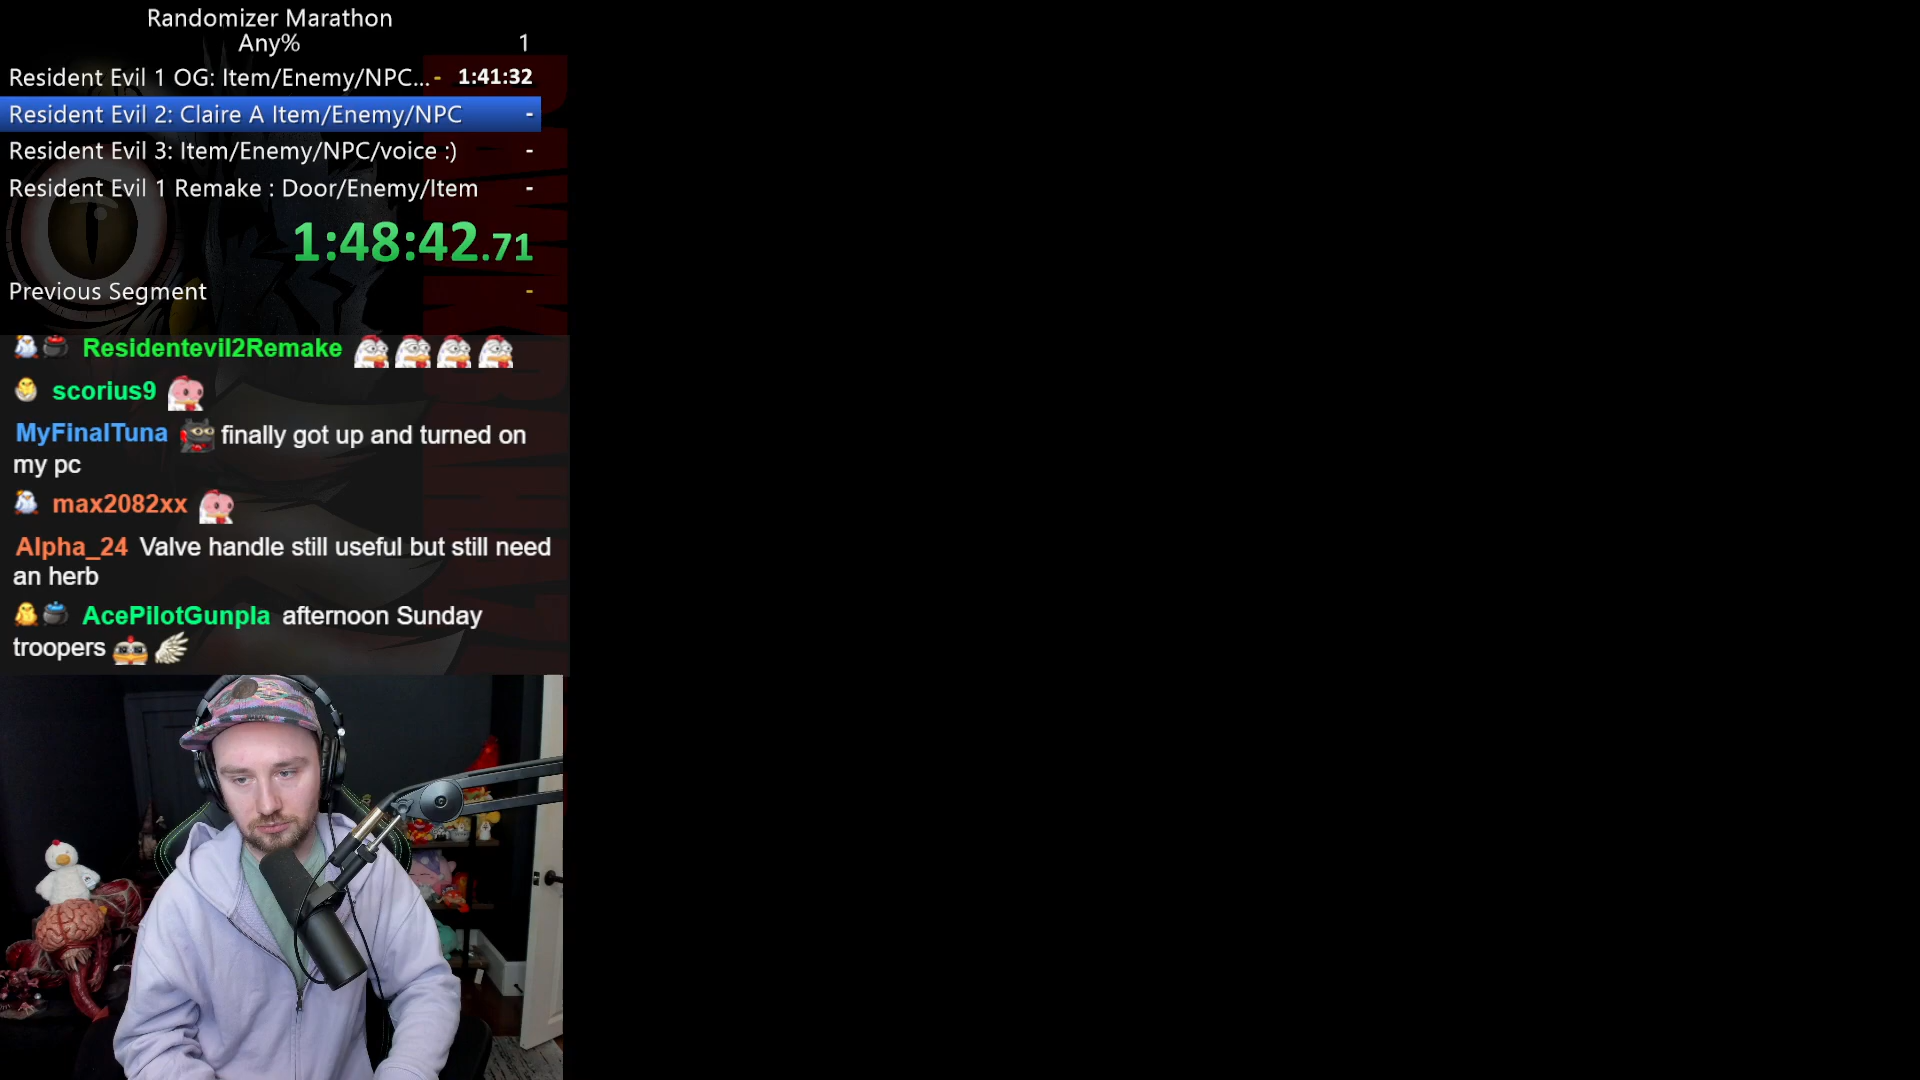 Randomizer Marathon
Any% 1
Resident Evil 1 OG: Item/Enemy/NPC... - 1:41:32
Resident Evil 2: Claire A Item/Enemy/NPC -
Resident Evil 3: Item/Enemy/NPC/voice :) -
Resident Evil 1 Remake : Door/Enemy/Item -
1:48:42.71
Previous Segment -
Residentevil2Remake
scorius9
MyFinalTuna finally got up and turned on
my pc
max2082xx
Alpha_24 Valve handle still useful but still need
an herb
AcePilotGunpla afternoon Sunday
troopers